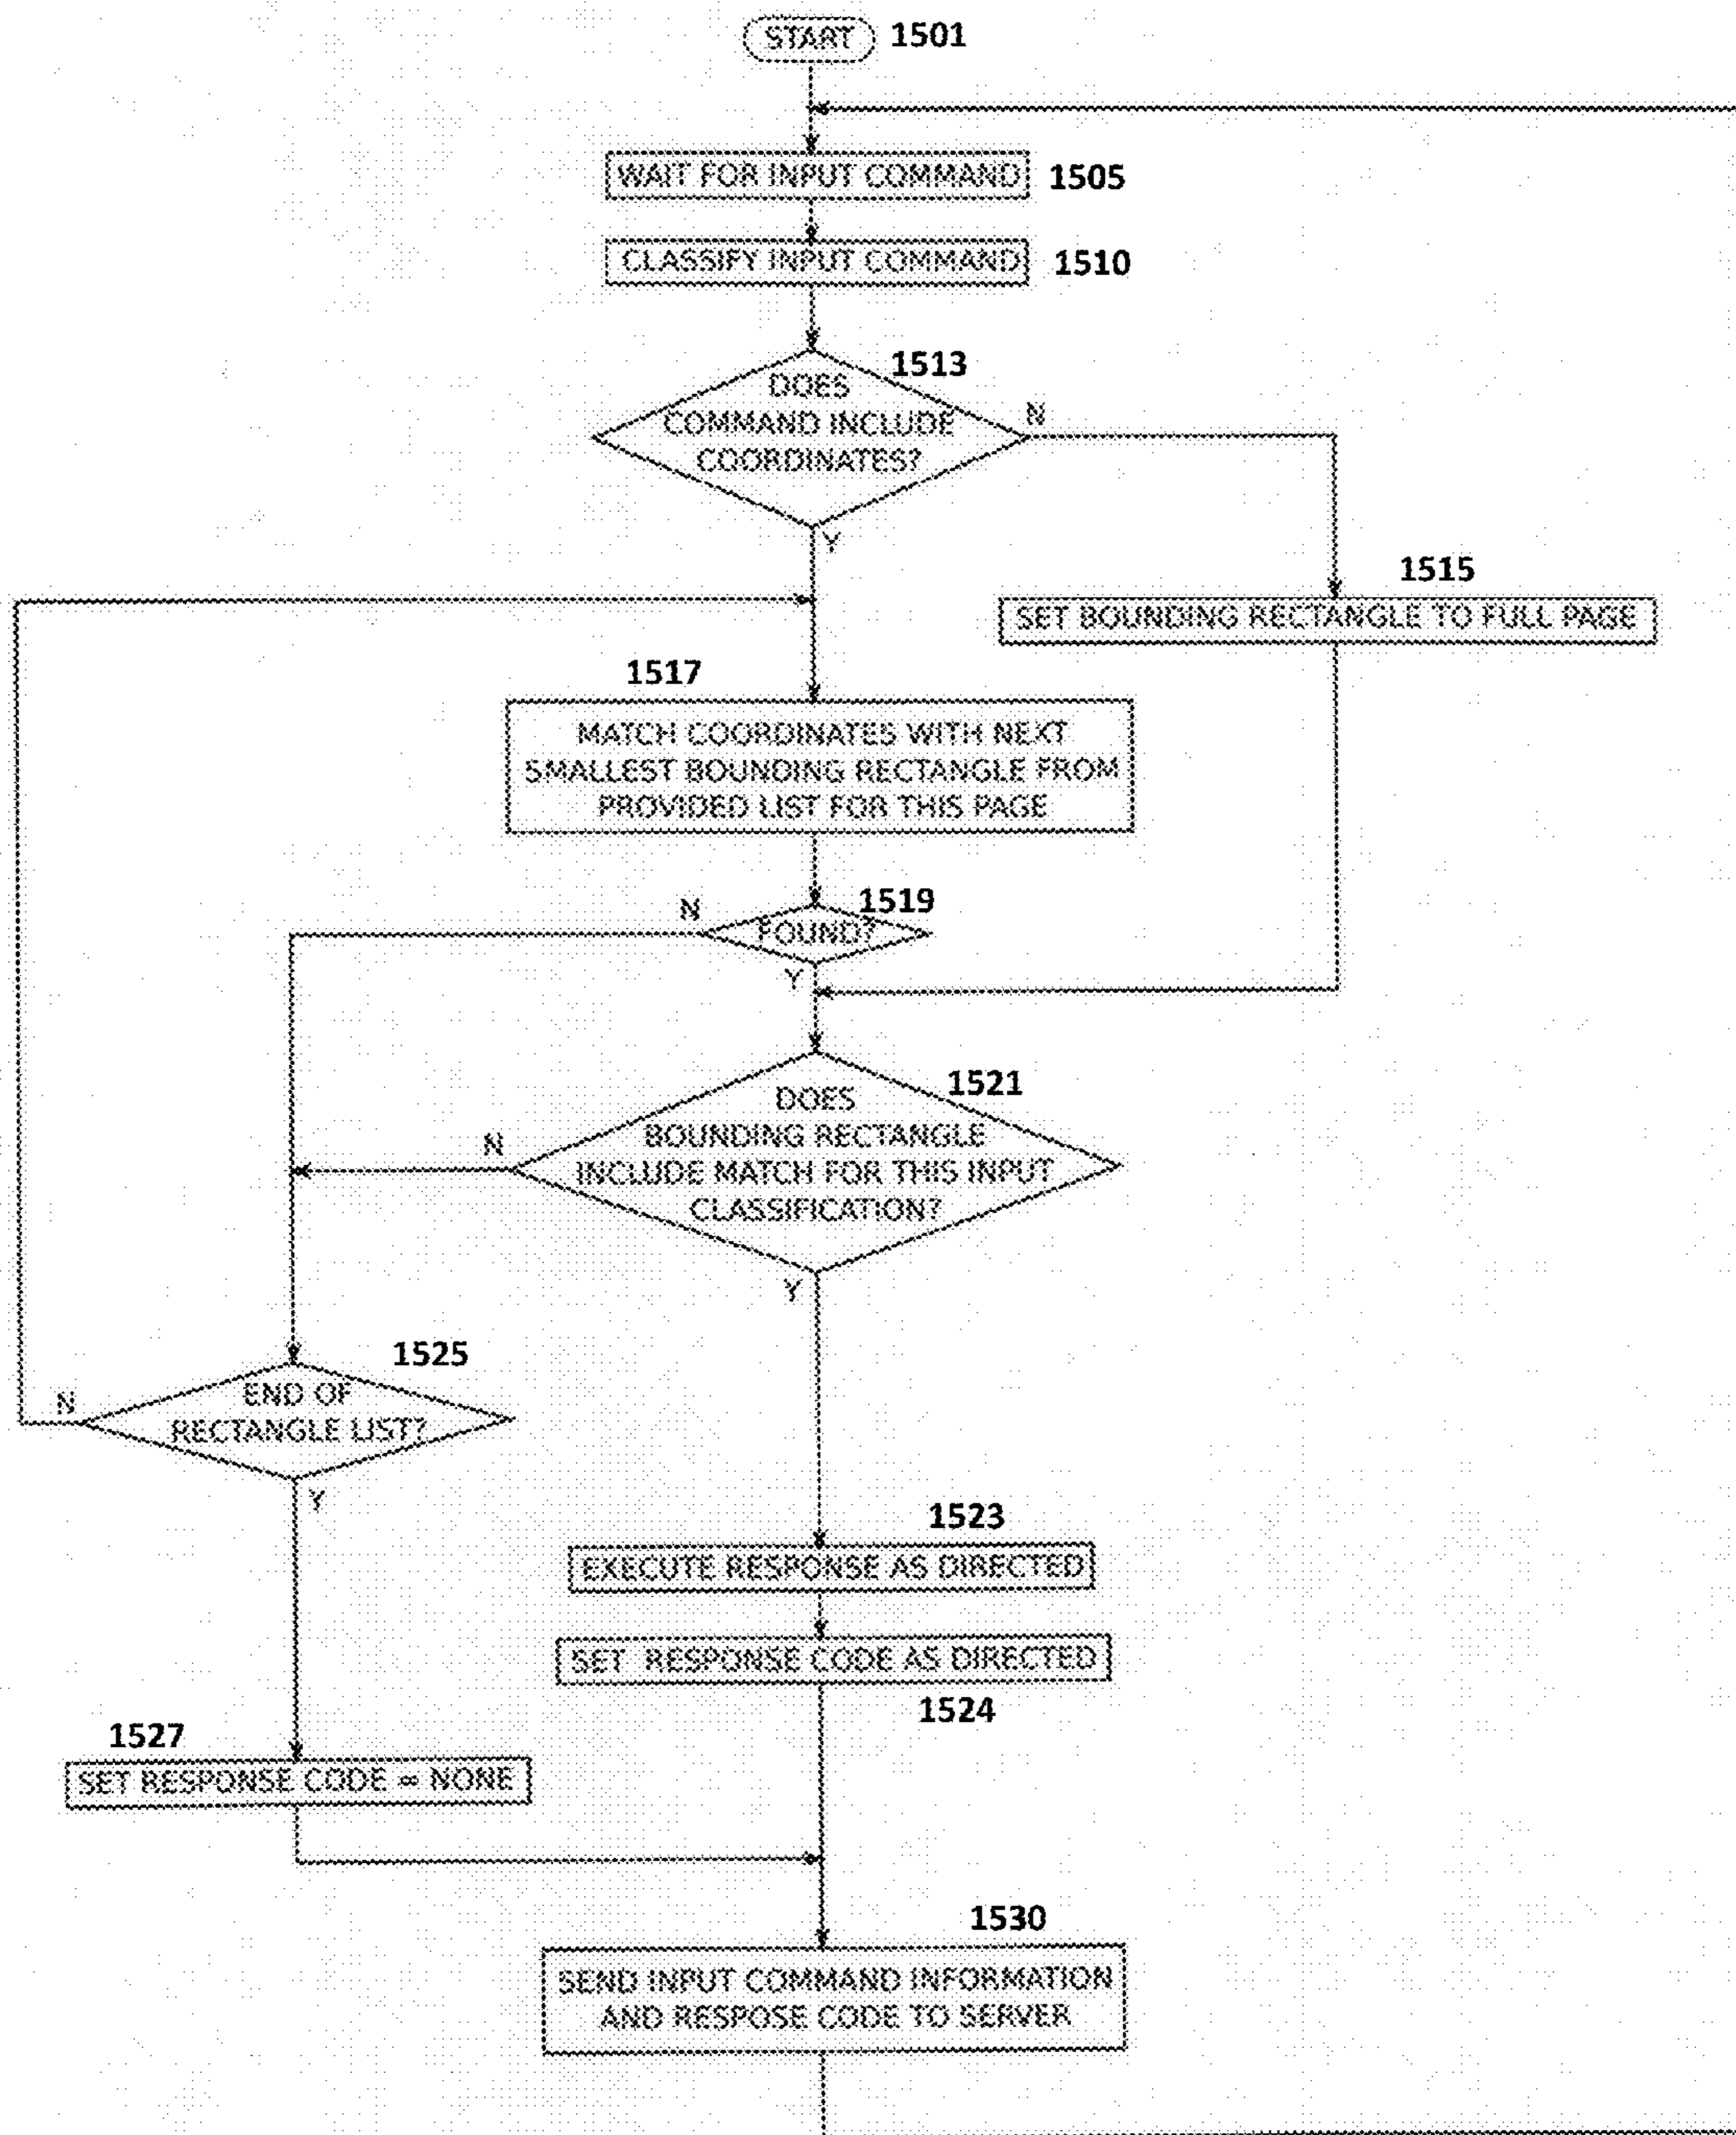 START 1501
WAIT FOR INPUT COMMAND 1505
CLASSIFY INPUT COMMAND 1510
1513
DOES
COMMAND INCLUDE
COORDINATES?
N
Y
1515
SET BOUNDING RECTANGLE TO FULL PAGE
1517
MATCH COORDINATES WITH NEXT
SMALLEST BOUNDING RECTANGLE FROM
PROVIDED LIST FOR THIS PAGE
1519
N
FOUND?
Y
1521
DOES
BOUNDING RECTANGLE
INCLUDE MATCH FOR THIS INPUT
CLASSIFICATION?
N
Y
1525
END OF
RECTANGLE LIST?
N
Y
1523
EXECUTE RESPONSE AS DIRECTED
SET RESPONSE CODE AS DIRECTED
1524
1527
SET RESPONSE CODE = NONE
1530
SEND INPUT COMMAND INFORMATION
AND RESPOSE CODE TO SERVER